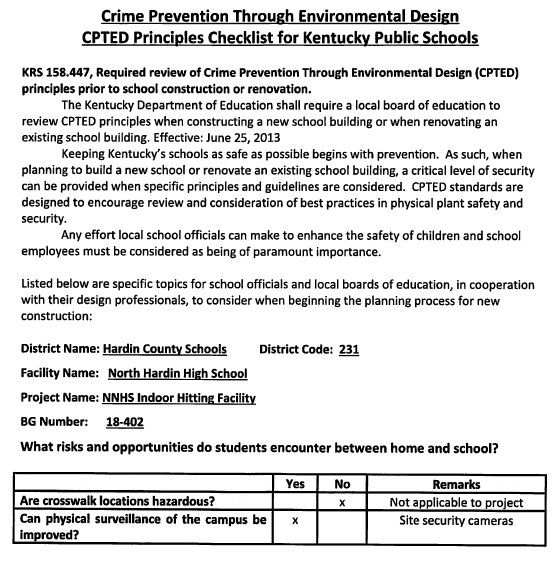 Crime Prevention Through Environmental Design
CPTED Principles Checklist for Kentucky Public Schools
KRS 158.447, Required review of Crime Prevention Through Environmental Design (CPTED)
principles prior to school construction or renovation.
The Kentucky Department of Education shall require a local board of education to
review CPTED principles when constructing a new school building or when renovating an
existing school building. Effective: June 25, 2013
Keeping Kentucky's schools as safe as possible begins with prevention. As such, when
planning to build a new school or renovate an existing school building, a critical level of security
can be provided when specific principles and guidelines are considered. CPTED standards are
designed to encourage review and consideration of best practices in physical plant safety and
security.
Any effort local school officials can make to enhance the safety of children and school
employees must be considered as being of paramount importance.
Listed below are specific topics for school officials and local boards of education, in cooperation
with their design professionals, to consider when beginning the planning process for new
construction:
District Name: Hardin County Schools District Code: 231
Facility Name: North Hardin High School
Project Name: NNHS Indoor Hitting Facility
BG Number: 18-402
What risks and opportunities do students encounter between home and school?
Yes No Remarks
Are crosswalk locations hazardous? x Not applicable to project
Can physical surveillance of the campus be x Site security cameras
improved?